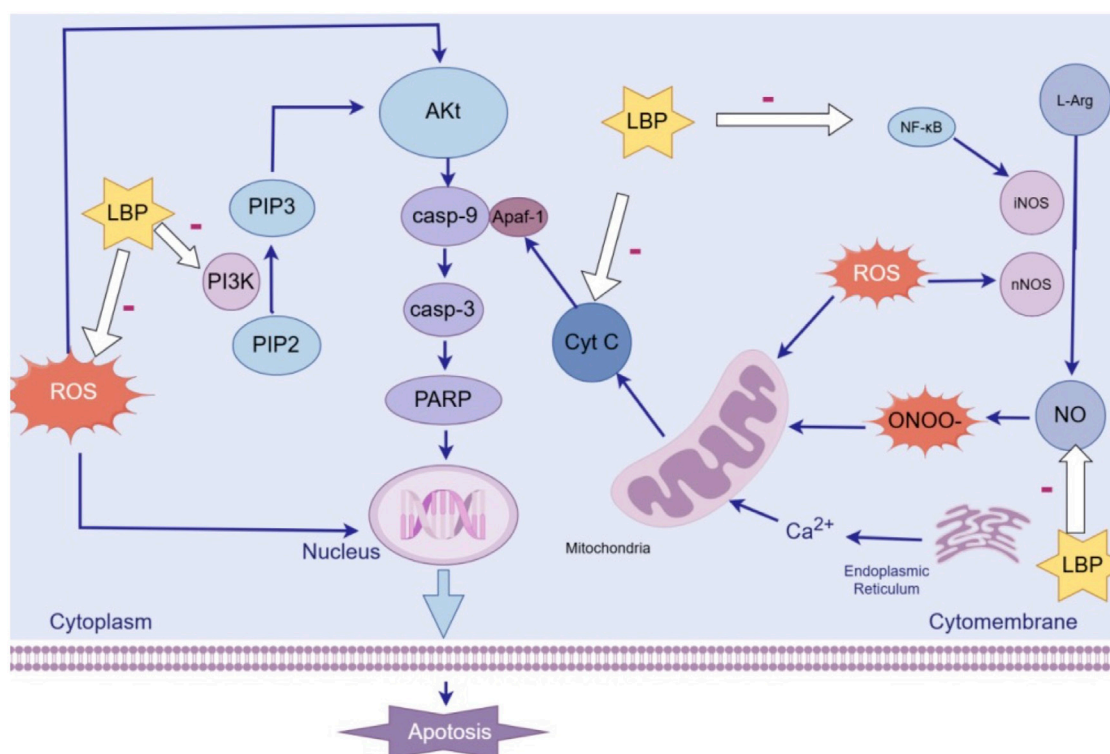 AKt
LBP
-
NF-κB
L-Arg
iNOS
LBP
-
PIP3
casp-9
Apaf-1
-
PI3K
-
casp-3
Cyt C
ROS
nNOS
PIP2
ROS
PARP
ONOO-
NO
-
Nucleus
Mitochondria
Ca²⁺
Endoplasmic
Reticulum
LBP
Cytoplasm
Cytomembrane
Apotosis